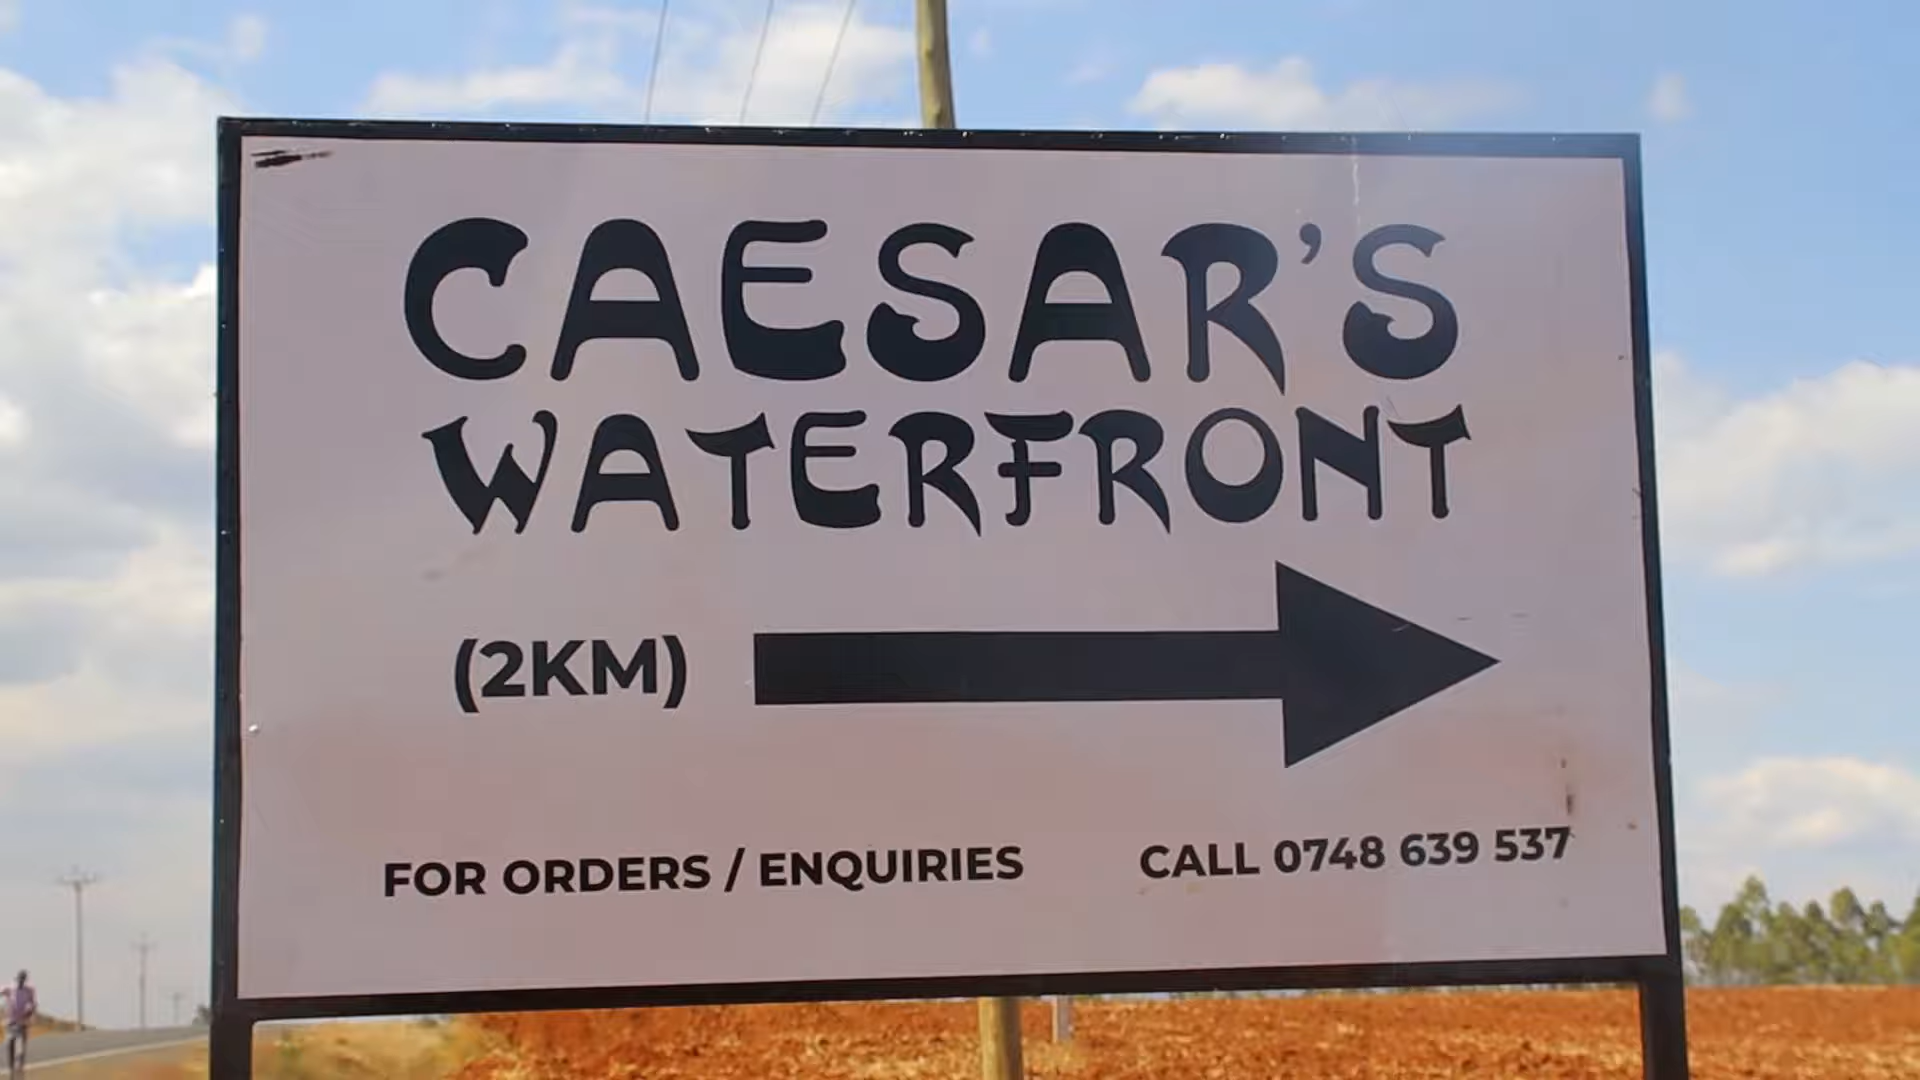 CAESAR'S
WATERFRONT
(2KM)
FOR ORDERS / ENQUIRIES CALL 0748 639 537